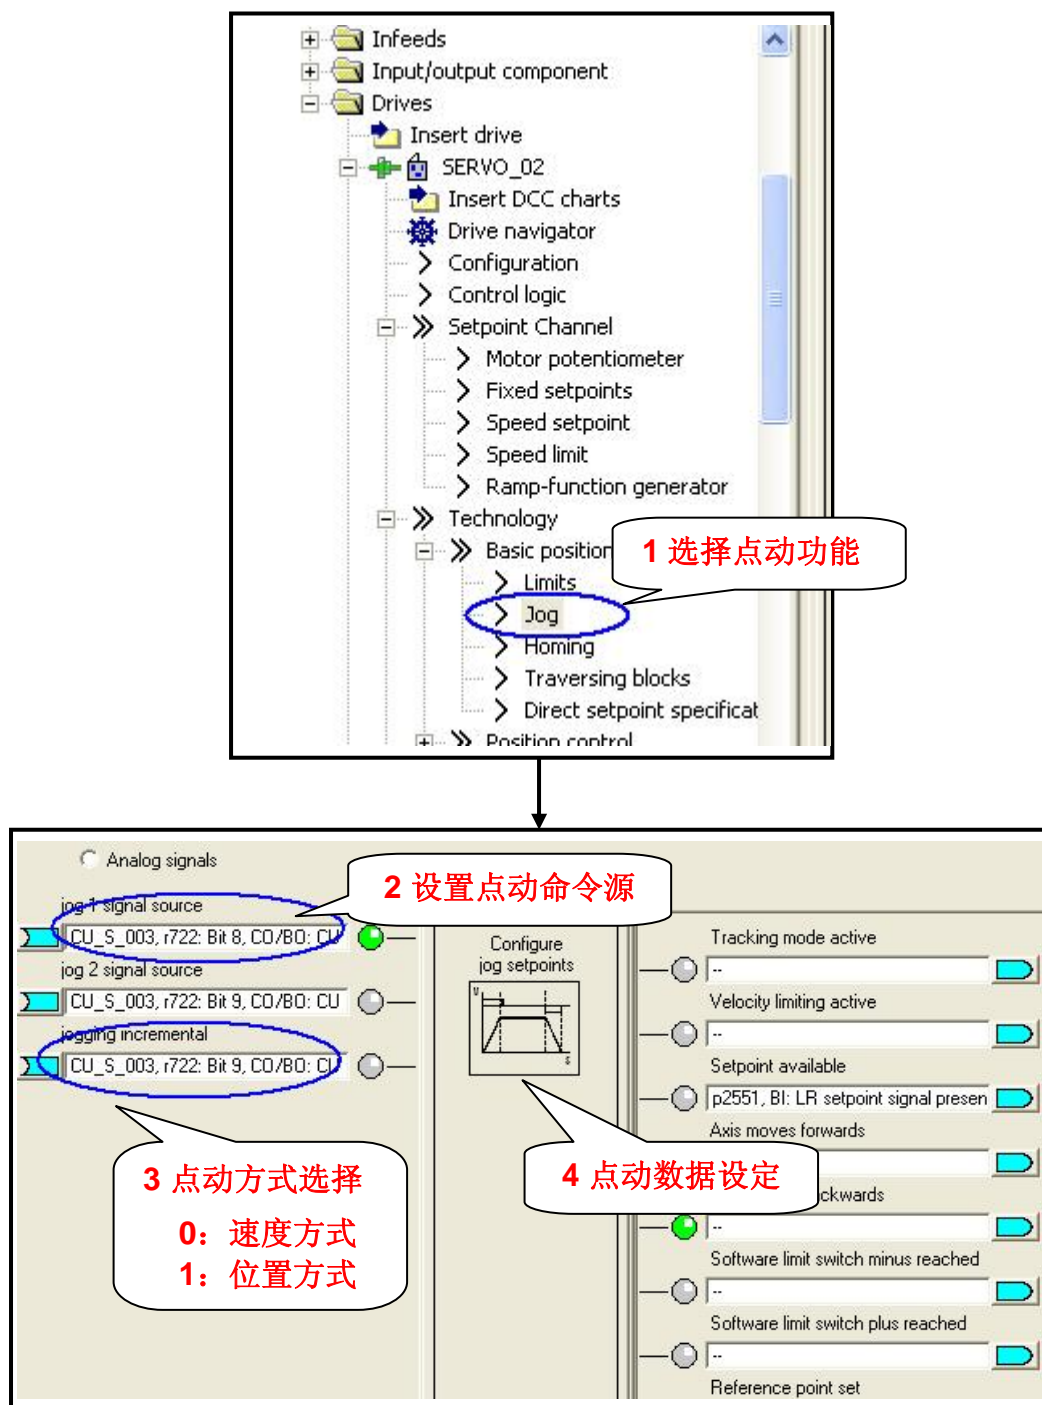 Infeeds
Input/output component
Drives
Insert drive
SERVO_02
Insert DCC charts
Drive navigator
Configuration
Control logic
Setpoint Channel
Motor potentiometer
Fixed setpoints
Speed setpoint
Speed limit
Ramp-function generator
Technology
Basic position
1 选择点动功能
Limits
Jog
Homing
Traversing blocks
Direct setpoint specificat
Position control
Analog signals
2 设置点动命令源
jog 1 signal source
CU_S_003, r722: Bit 8, CO/BO: CU
jog 2 signal source
CU_S_003, r722: Bit 9, CO/BO: CU
jogging incremental
CU_S_003, r722: Bit 9, CO/BO: CU
3 点动方式选择
0：速度方式
1：位置方式
Configure
jog setpoints
V
s
4 点动数据设定
Tracking mode active
--
Velocity limiting active
--
Setpoint available
p2551, BI: LR setpoint signal presen
Axis moves forwards
ckwards
--
Software limit switch minus reached
--
Software limit switch plus reached
--
Reference point set